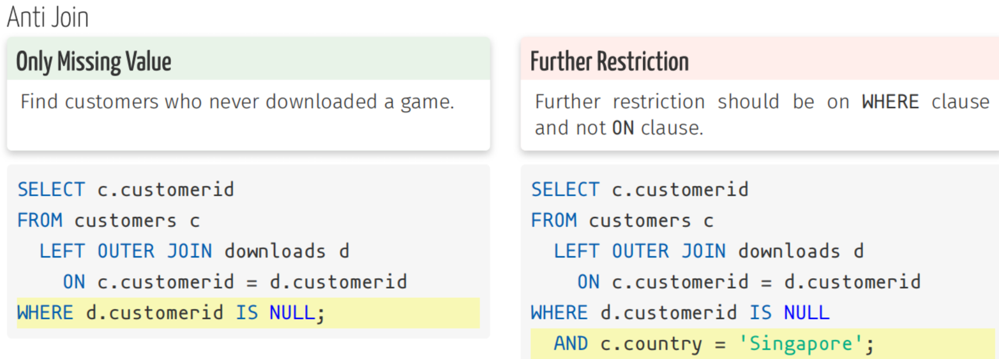 Anti Join
Only Missing Value
Find customers who never downloaded a game.
SELECT c.customerid
FROM customers c
LEFT OUTER JOIN downloads d
ON c.customerid = d.customerid
WHERE d.customerid IS NULL;
Further Restriction
Further restriction should be on WHERE clause
and not ON clause.
SELECT c.customerid
FROM customers c
LEFT OUTER JOIN downloads d
ON c.customerid = d.customerid
WHERE d.customerid IS NULL
AND c.country = 'Singapore';